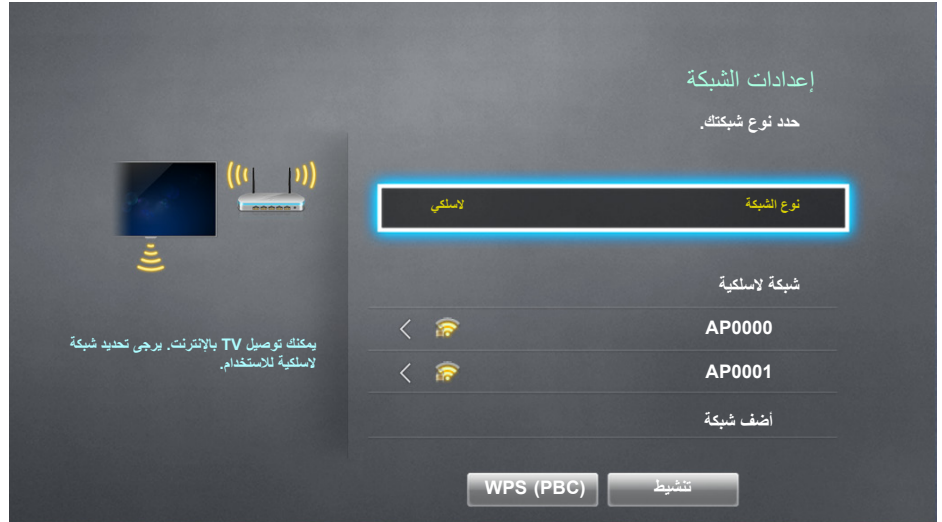 إعدادات الشبكة
حدد نوع شبكتك.
نوع الشبكة لاسلكي
شبكة لاسلكية
AP0000
AP0001
أضف شبكة
يمكنك توصيل TV بالإنترنت. يرجى تحديد شبكة
لاسلكية للاستخدام.
تنشيط WPS (PBC)